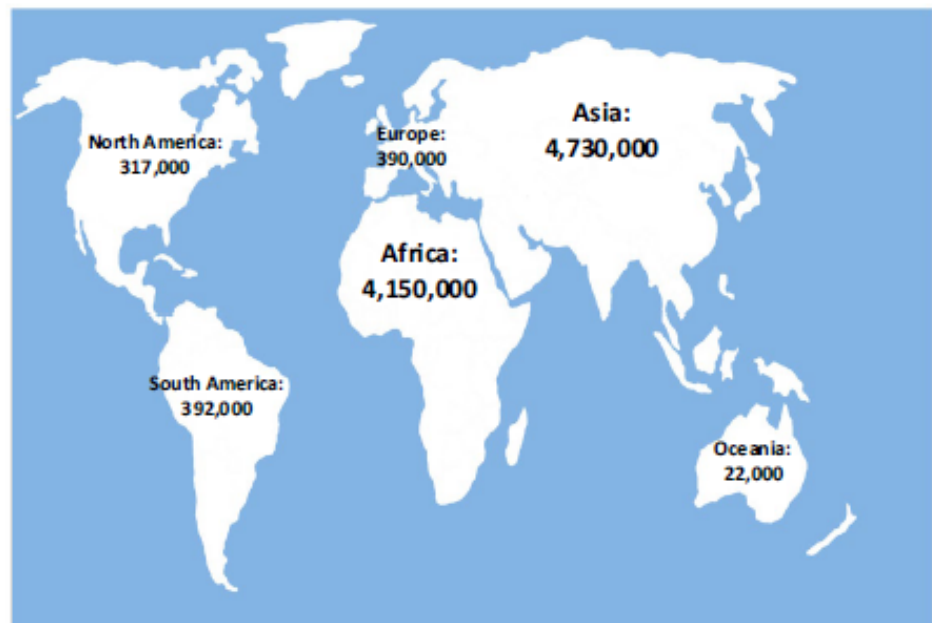 North America:
317,000
Europe:
390,000
Asia:
4,730,000
Africa:
4,150,000
South America:
392,000
Oceania:
22,000